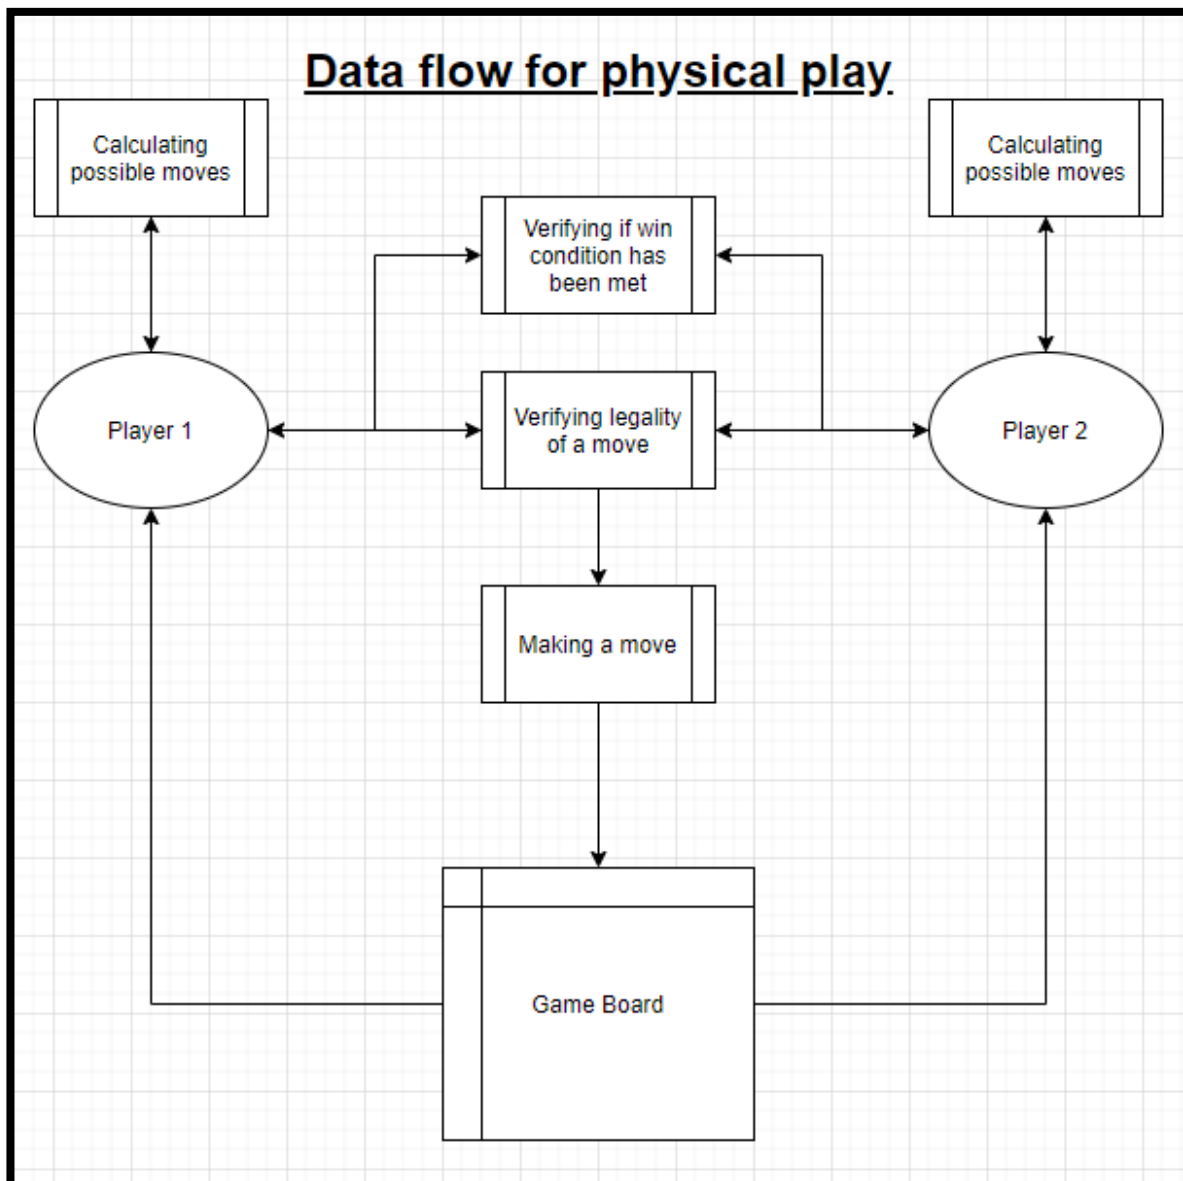 Data flow for physical play
Calculating
possible moves
Calculating
possible moves
Verifying if win
condition has
been met
Player 1
Verifying legality
of a move
Player 2
Making a move
Game Board